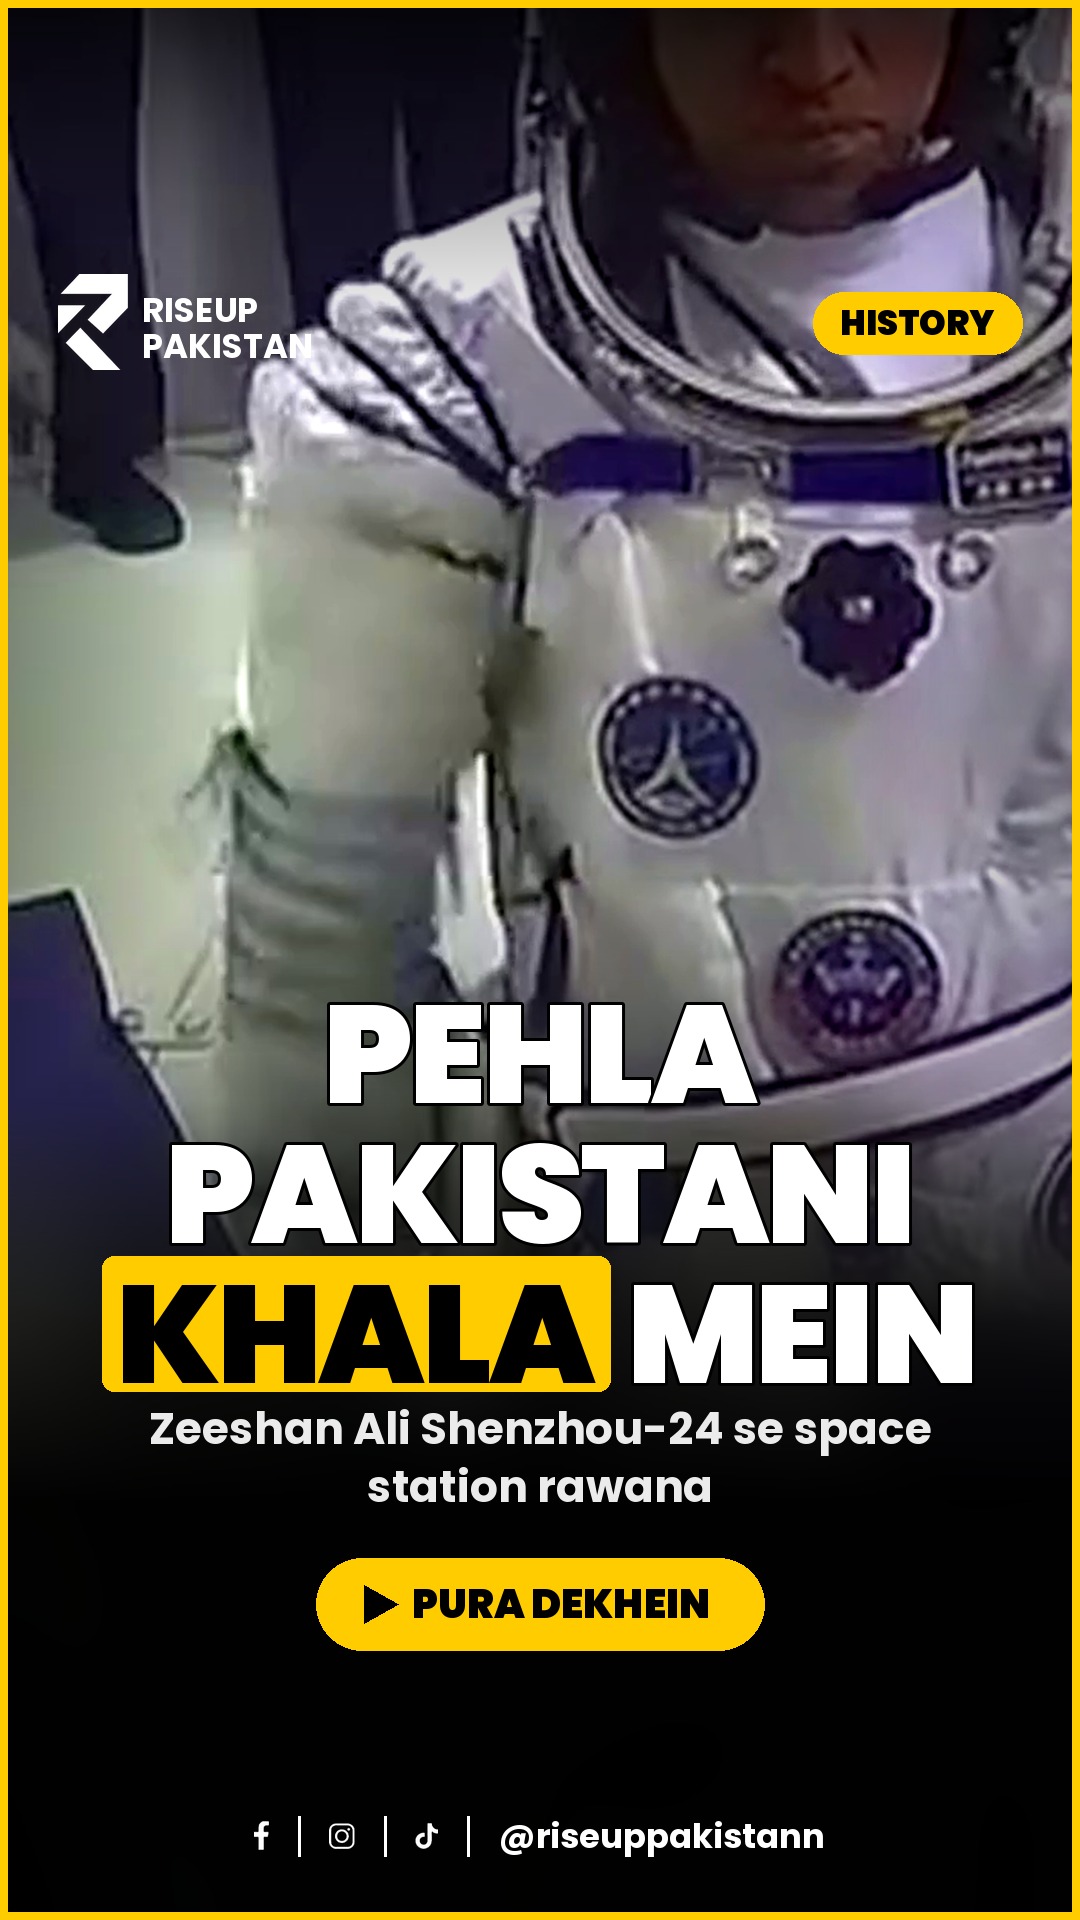 RISEUP
PAKISTAN
HISTORY
PEHLA
PAKISTANI
KHALA MEIN
Zeeshan Ali Shenzhou-24 se space
station rawana
PURA DEKHEIN
@riseuppakistann